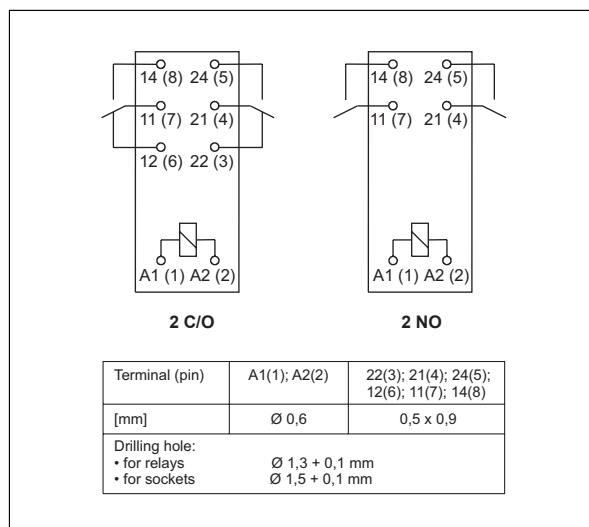 14 (8) 24 (5)
11 (7) 21 (4)
12 (6) 22 (3)
A1 (1) A2 (2)
2 C/O
14 (8) 24 (5)
11 (7) 21 (4)
A1 (1) A2 (2)
2 NO
Terminal (pin) A1(1); A2(2) 22(3); 21(4); 24(5);
12(6); 11(7); 14(8)
[mm] Ø 0,6 0,5 x 0,9
Drilling hole:
• for relays Ø 1,3 + 0,1 mm
• for sockets Ø 1,5 + 0,1 mm